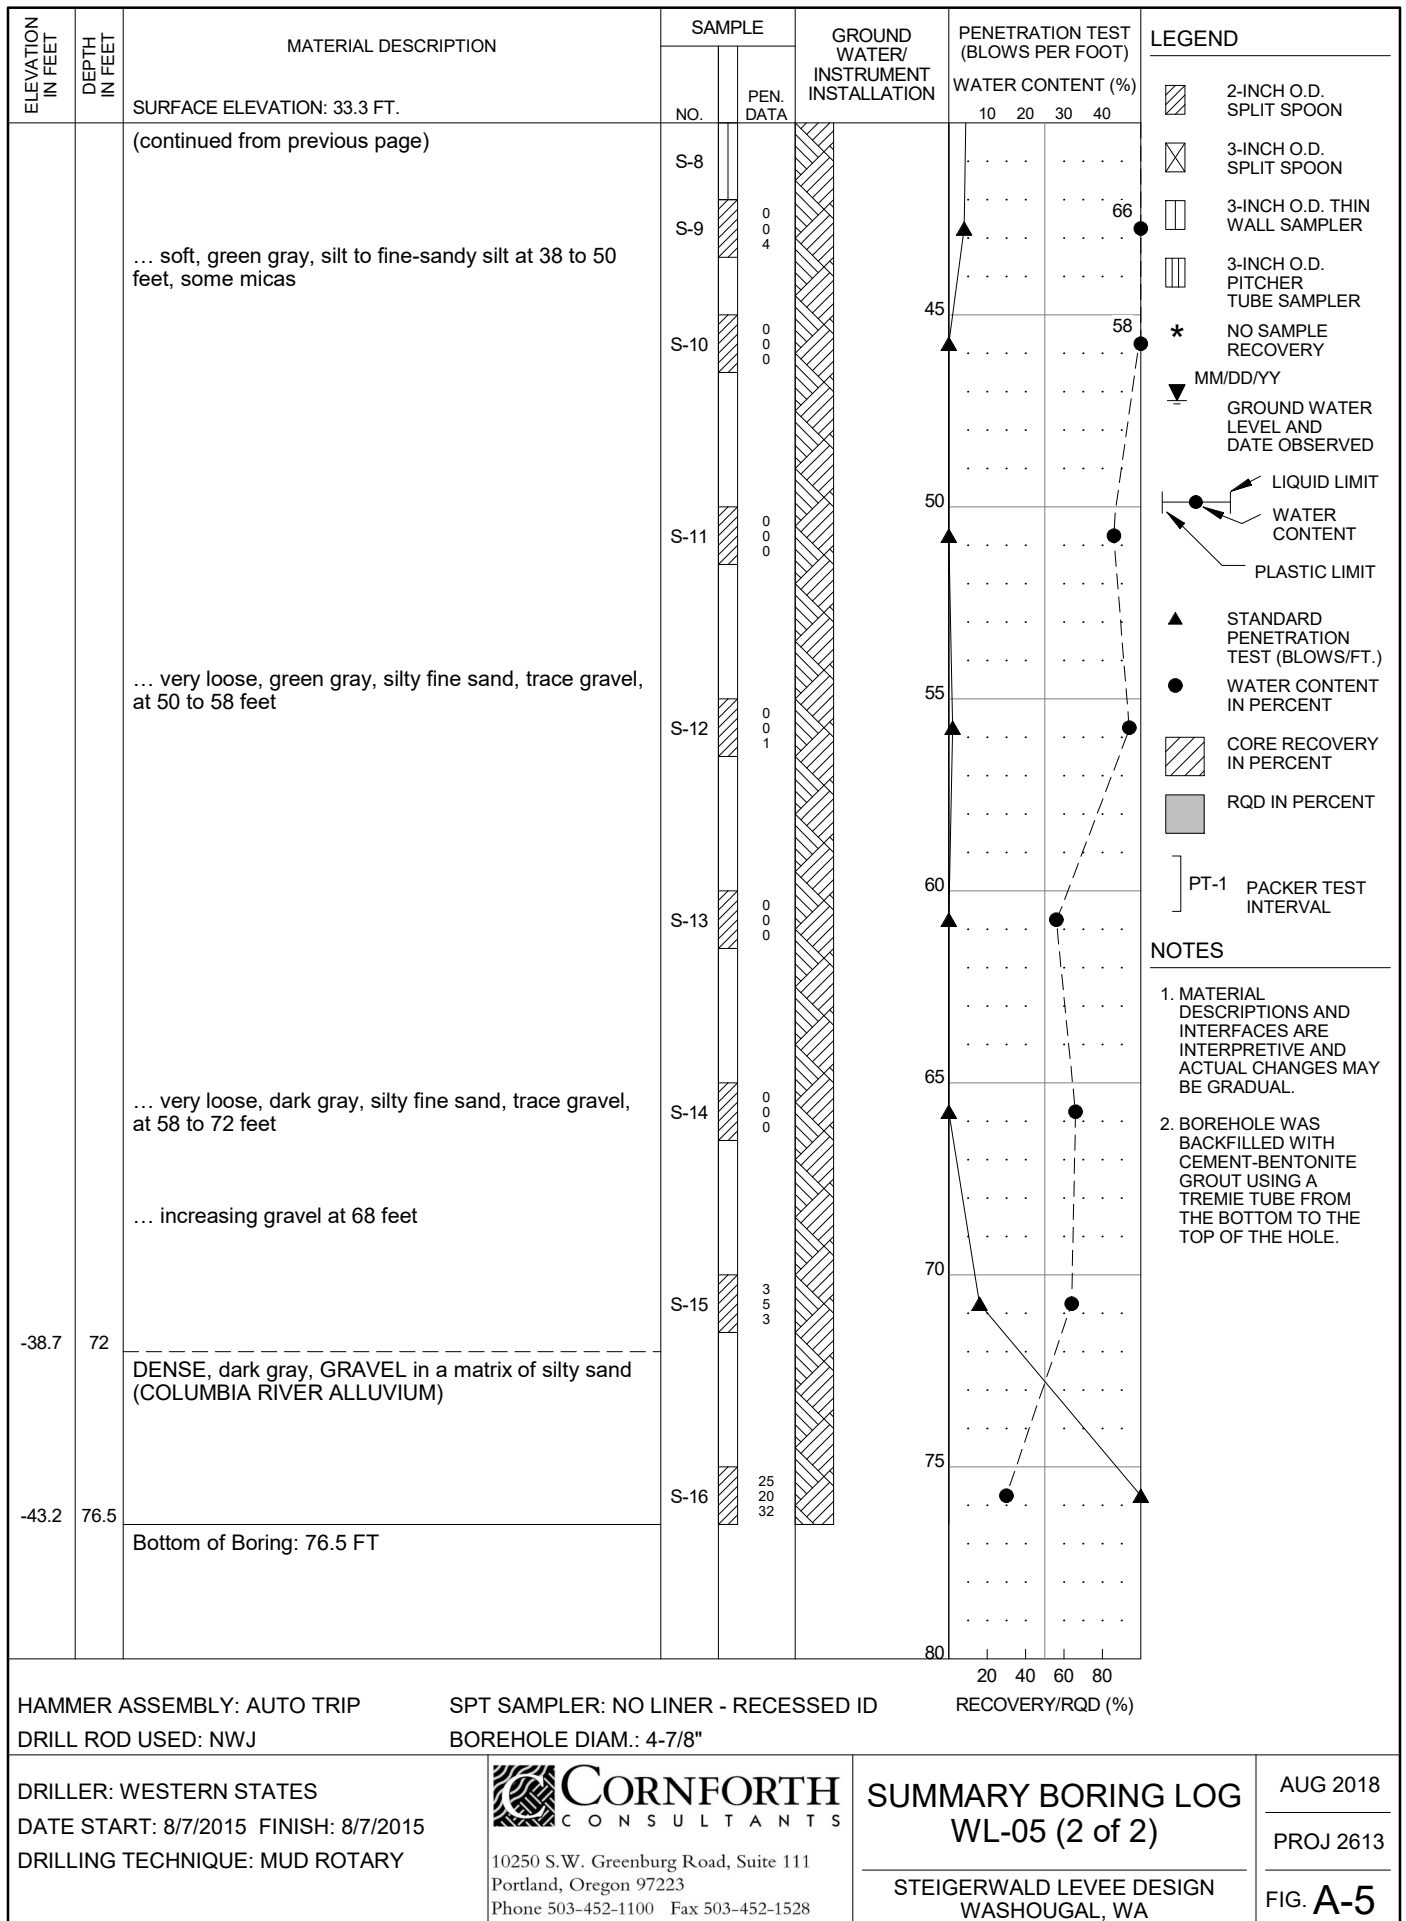 ELEVATION
IN FEET
DEPTH
IN FEET
MATERIAL DESCRIPTION
SURFACE ELEVATION: 33.3 FT.
SAMPLE
NO.
PEN.
DATA
GROUND
WATER/
INSTRUMENT
INSTALLATION
PENETRATION TEST
(BLOWS PER FOOT)
WATER CONTENT (%)
10 20 30 40
(continued from previous page)
S-8
S-9
0
0
4
66
… soft, green gray, silt to fine-sandy silt at 38 to 50
feet, some micas
45
S-10
0
0
0
58
50
S-11
0
0
0
… very loose, green gray, silty fine sand, trace gravel,
at 50 to 58 feet
55
S-12
0
0
1
60
S-13
0
0
0
65
… very loose, dark gray, silty fine sand, trace gravel,
at 58 to 72 feet
S-14
0
0
0
… increasing gravel at 68 feet
70
S-15
3
5
3
-38.7 72
DENSE, dark gray, GRAVEL in a matrix of silty sand
(COLUMBIA RIVER ALLUVIUM)
75
S-16
25
20
32
-43.2 76.5
Bottom of Boring: 76.5 FT
80
20 40 60 80
RECOVERY/RQD (%)
LEGEND
2-INCH O.D.
SPLIT SPOON
3-INCH O.D.
SPLIT SPOON
3-INCH O.D. THIN
WALL SAMPLER
3-INCH O.D.
PITCHER
TUBE SAMPLER
* NO SAMPLE
RECOVERY
MM/DD/YY
GROUND WATER
LEVEL AND
DATE OBSERVED
LIQUID LIMIT
WATER
CONTENT
PLASTIC LIMIT
STANDARD
PENETRATION
TEST (BLOWS/FT.)
WATER CONTENT
IN PERCENT
CORE RECOVERY
IN PERCENT
RQD IN PERCENT
PT-1 PACKER TEST
INTERVAL
NOTES
1. MATERIAL
DESCRIPTIONS AND
INTERFACES ARE
INTERPRETIVE AND
ACTUAL CHANGES MAY
BE GRADUAL.
2. BOREHOLE WAS
BACKFILLED WITH
CEMENT-BENTONITE
GROUT USING A
TREMIE TUBE FROM
THE BOTTOM TO THE
TOP OF THE HOLE.
HAMMER ASSEMBLY: AUTO TRIP
SPT SAMPLER: NO LINER - RECESSED ID
DRILL ROD USED: NWJ
BOREHOLE DIAM.: 4-7/8"
DRILLER: WESTERN STATES
DATE START: 8/7/2015 FINISH: 8/7/2015
DRILLING TECHNIQUE: MUD ROTARY
CORNFORTH
CONSULTANTS
10250 S.W. Greenburg Road, Suite 111
Portland, Oregon 97223
Phone 503-452-1100 Fax 503-452-1528
SUMMARY BORING LOG
WL-05 (2 of 2)
STEIGERWALD LEVEE DESIGN
WASHOUGAL, WA
AUG 2018
PROJ 2613
FIG. A-5